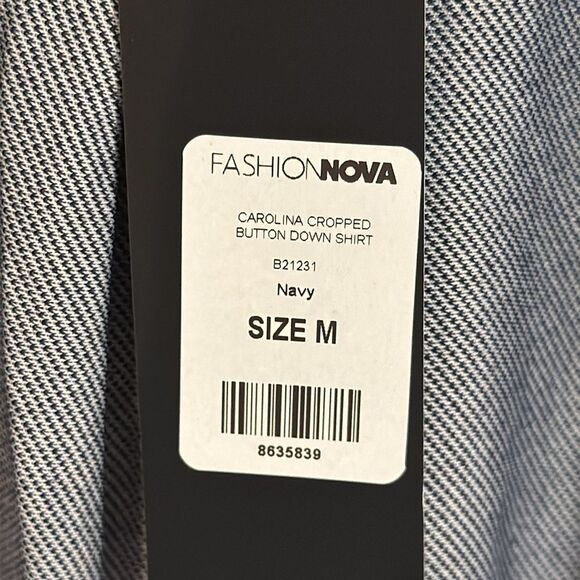 FASHIONNOVA
CAROLINA CROPPED
BUTTON DOWN SHIRT
B21231
Navy
SIZE M
8635839